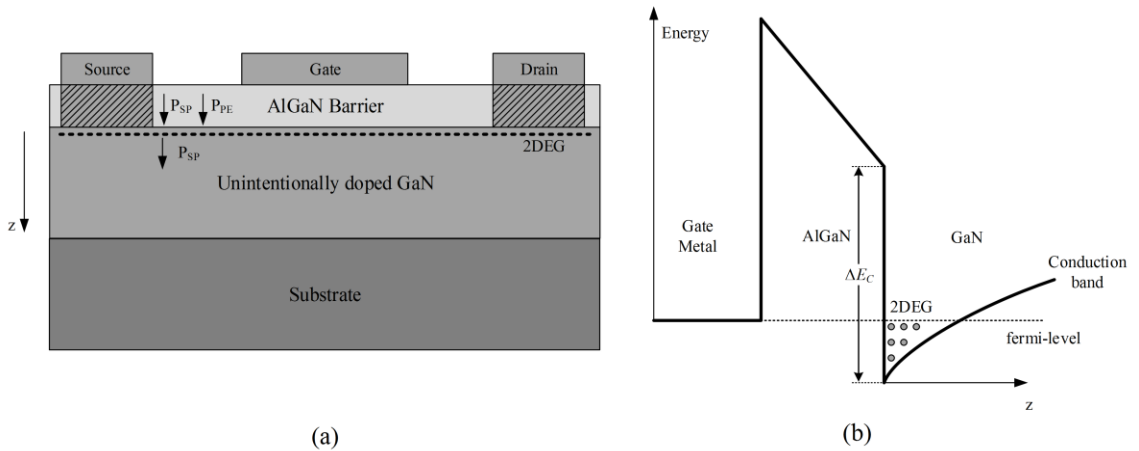 Source
Gate
Drain
P_SP
P_PE
AlGaN Barrier
2DEG
P_SP
Unintentionally doped GaN
z
Substrate
(a)
Energy
Gate
Metal
AlGaN
GaN
ΔE_C
Conduction
band
2DEG
fermi-level
z
(b)